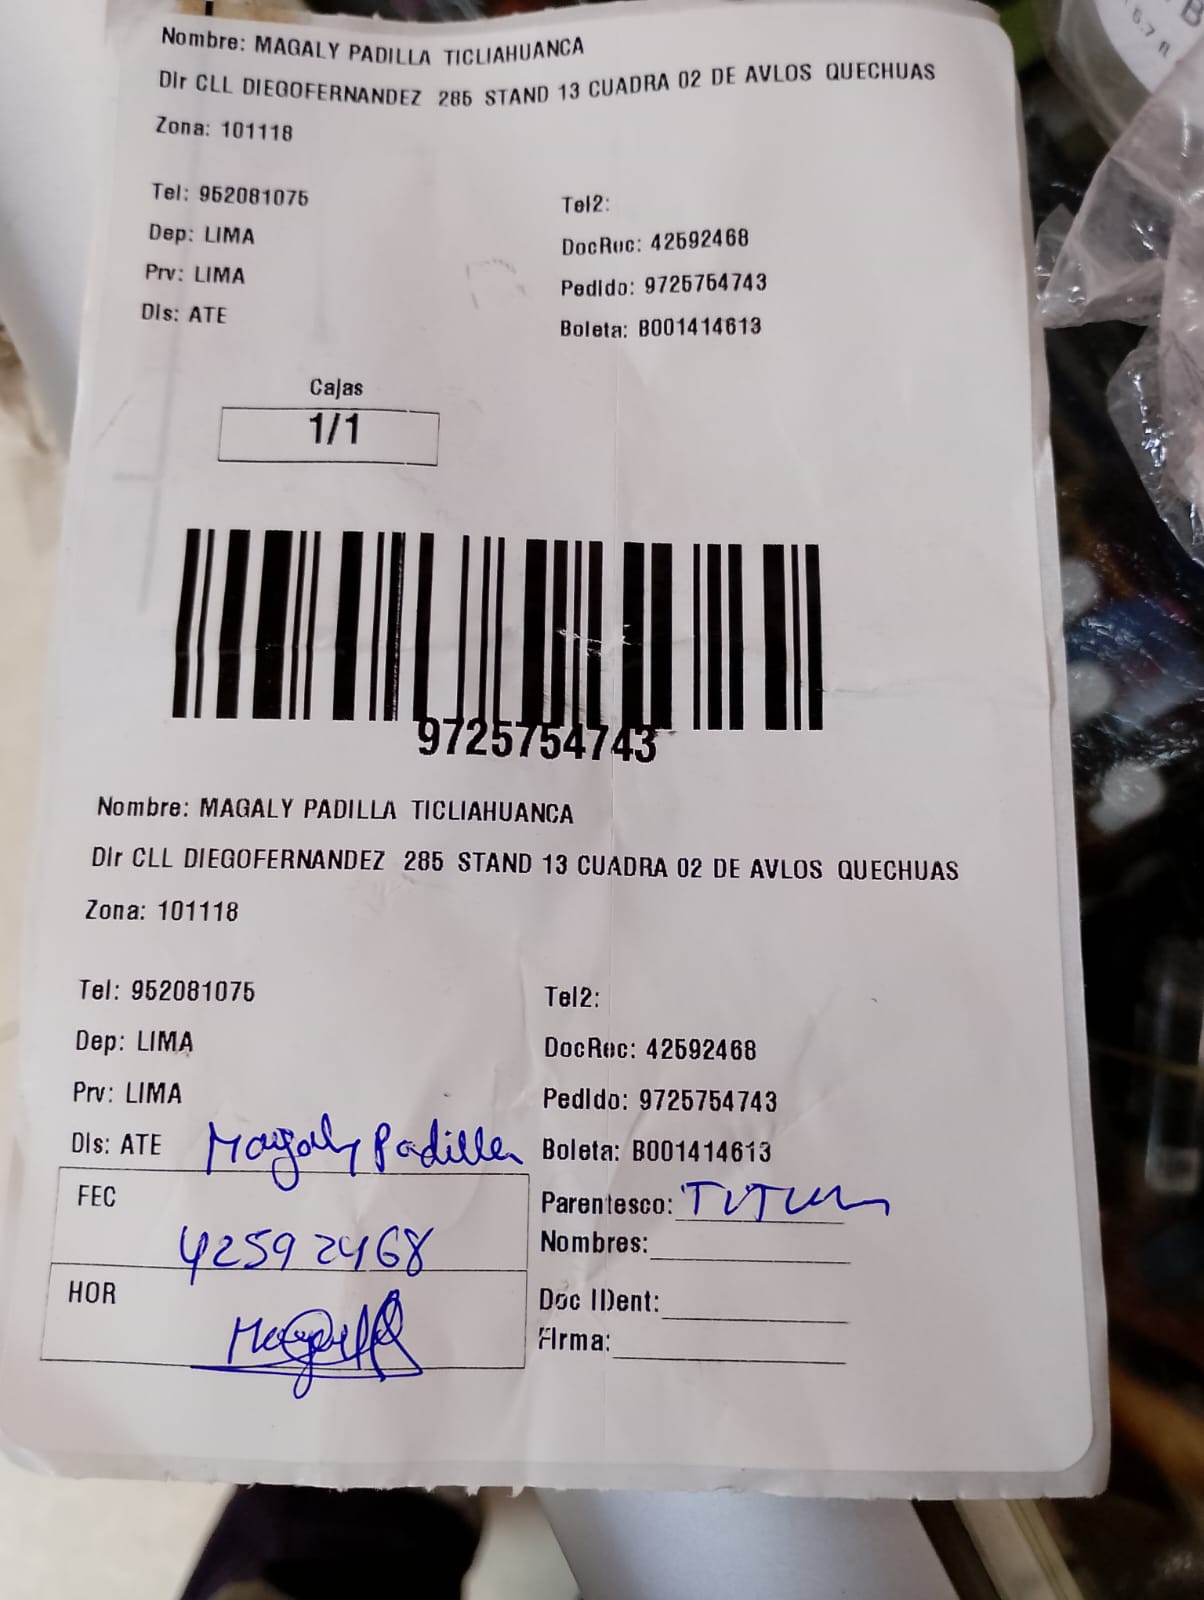 Nombre: MAGALY PADILLA TICLIAHUANCA
Dir CLL DIEGOFERNANDEZ 285 STAND 13 CUADRA 02 DE AVLOS QUECHUAS
Zona: 101118
Tel: 952081075
Tel2:
Dep: LIMA
DocRec: 42592468
Prv: LIMA
Pedido: 9725754743
Dis: ATE
Boleta: B001414613
Cajas
1/1
9725754743
Nombre: MAGALY PADILLA TICLIAHUANCA
Dir CLL DIEGOFERNANDEZ 285 STAND 13 CUADRA 02 DE AVLOS QUECHUAS
Zona: 101118
Tel: 952081075
Tel2:
Dep: LIMA
DocRec: 42592468
Prv: LIMA
Pedido: 9725754743
Dis: ATE Magaly Padilla
Boleta: B001414613
FEC
Parentesco:
42592468
Nombres:
HOR
Doc IDent:
Firma:
6.7 fl